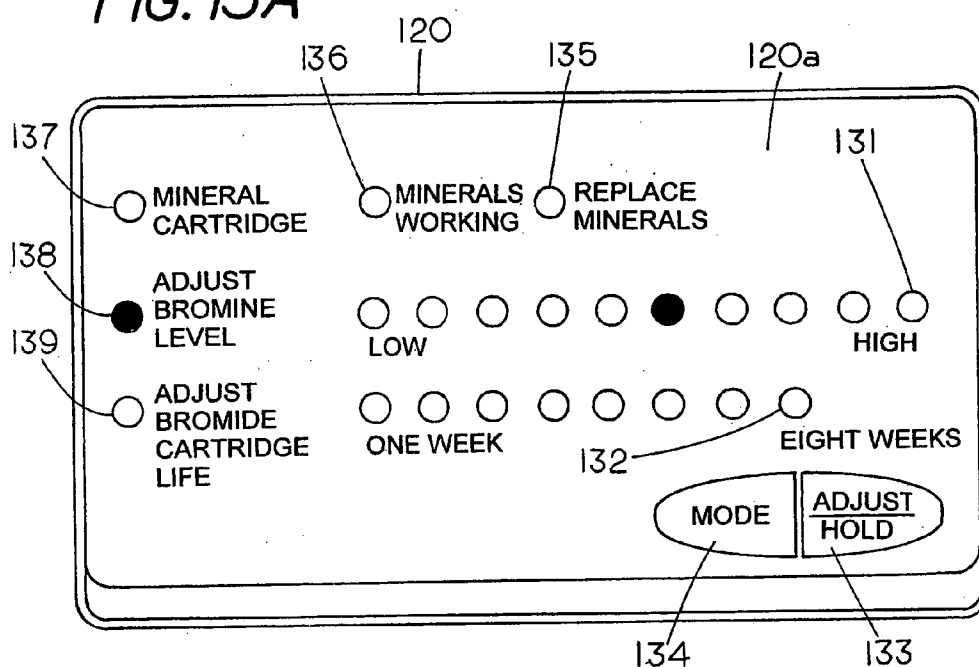 FIG. 15A
120
136
135
120a
131
137
MINERAL
CARTRIDGE
MINERALS
WORKING
REPLACE
MINERALS
138
ADJUST
BROMINE
LEVEL
LOW
HIGH
139
ADJUST
BROMIDE
CARTRIDGE
LIFE
ONE WEEK
132
EIGHT WEEKS
MODE
ADJUST
HOLD
134
133